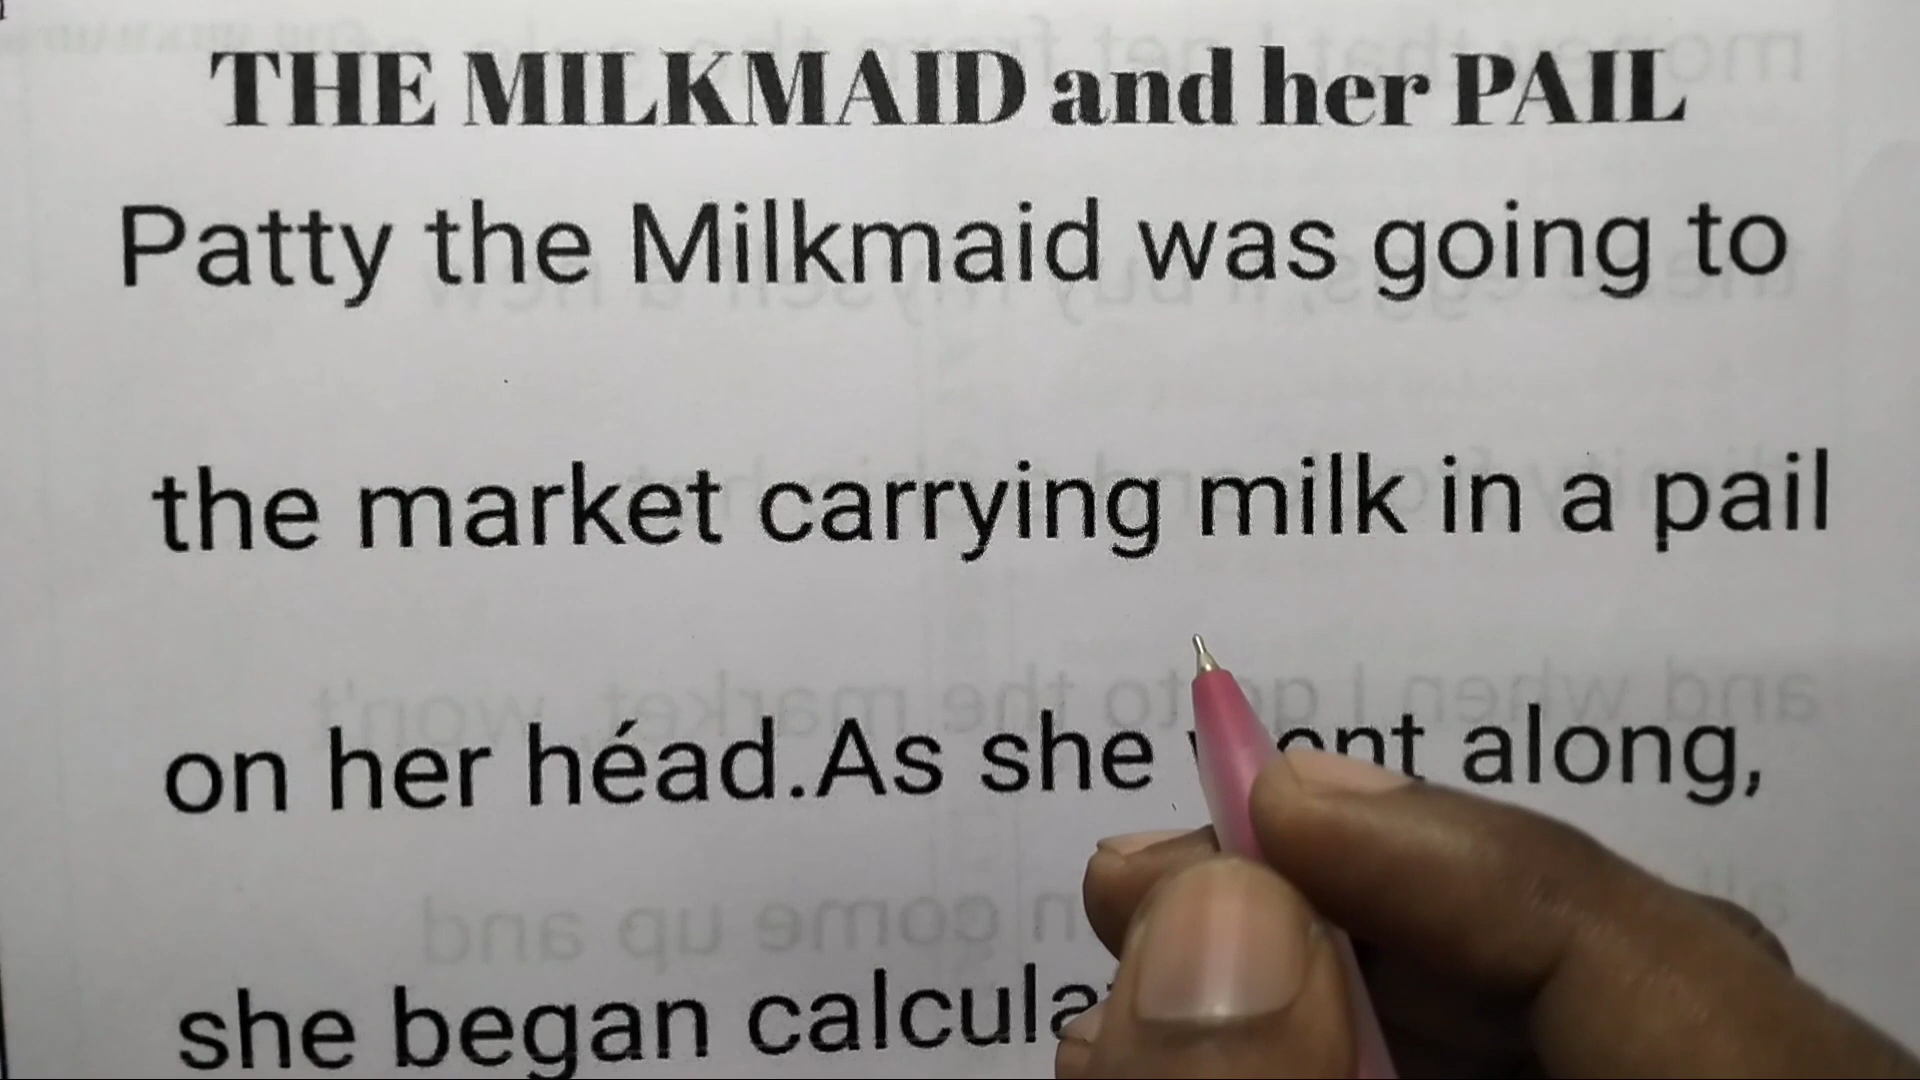 THE MILKMAID and her PAIL
Patty the Milkmaid was going to
the market carrying milk in a pail
on her héad.As she went along,
she began